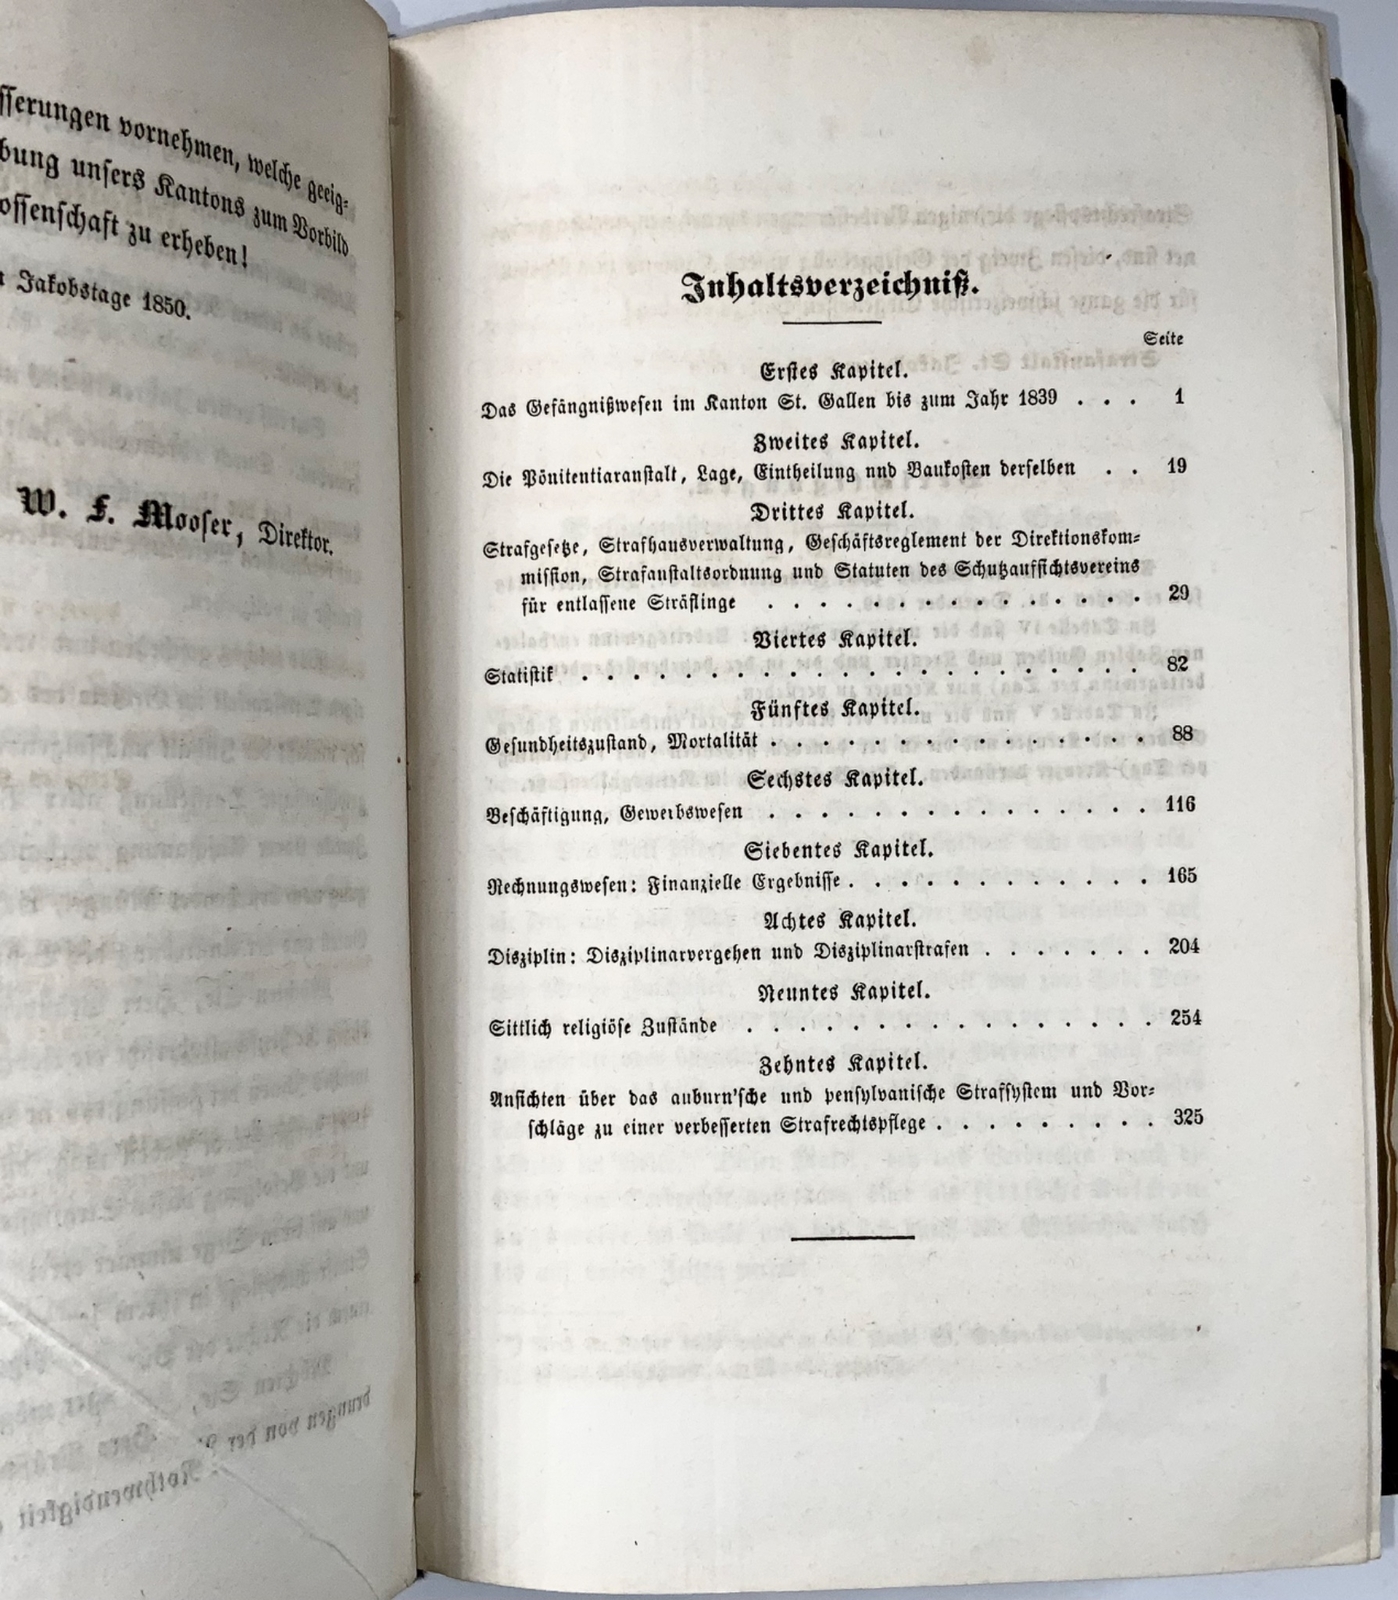 sserungen vornehmen, welche geeig-
bung unsers Kantons zum Vorbild
ossenschaft zu erheben!
Jakobstage 1850.
W. F. Mooser, Direktor.
Inhaltsverzeichniß.
Seite
Erstes Kapitel.
Das Gefängnißwesen im Kanton St. Gallen bis zum Jahr 1839 . . . 1
Zweites Kapitel.
Die Pönitentiaranstalt, Lage, Eintheilung nnd Baukosten derselben . . 19
Drittes Kapitel.
Strafgesetze, Strafhausverwaltung, Geschäftsreglement der Direktionskom-
mission, Strafanstaltsordnung und Statuten des Schutzaufsichtsvereins
für entlassene Sträflinge . . . . . . . . . . . . . . 29
Viertes Kapitel.
Statistik . . . . . . . . . . . . . . . . . . . . . . 82
Fünftes Kapitel.
Gesundheitszustand, Mortalität . . . . . . . . . . . . . . . 88
Sechstes Kapitel.
Beschäftigung, Gewerbswesen . . . . . . . . . . . . . . . 116
Siebentes Kapitel.
Rechnungswesen: Finanzielle Ergebnisse . . . . . . . . . . . . 165
Achtes Kapitel.
Disziplin: Disziplinarvergehen und Disziplinarstrafen . . . . . . . 204
Neuntes Kapitel.
Sittlich religiöse Zustände . . . . . . . . . . . . . . . . 254
Zehntes Kapitel.
Ansichten über das auburn'sche und pensylvanische Strafsystem und Vor-
schläge zu einer verbesserten Strafrechtspflege . . . . . . . . . 325